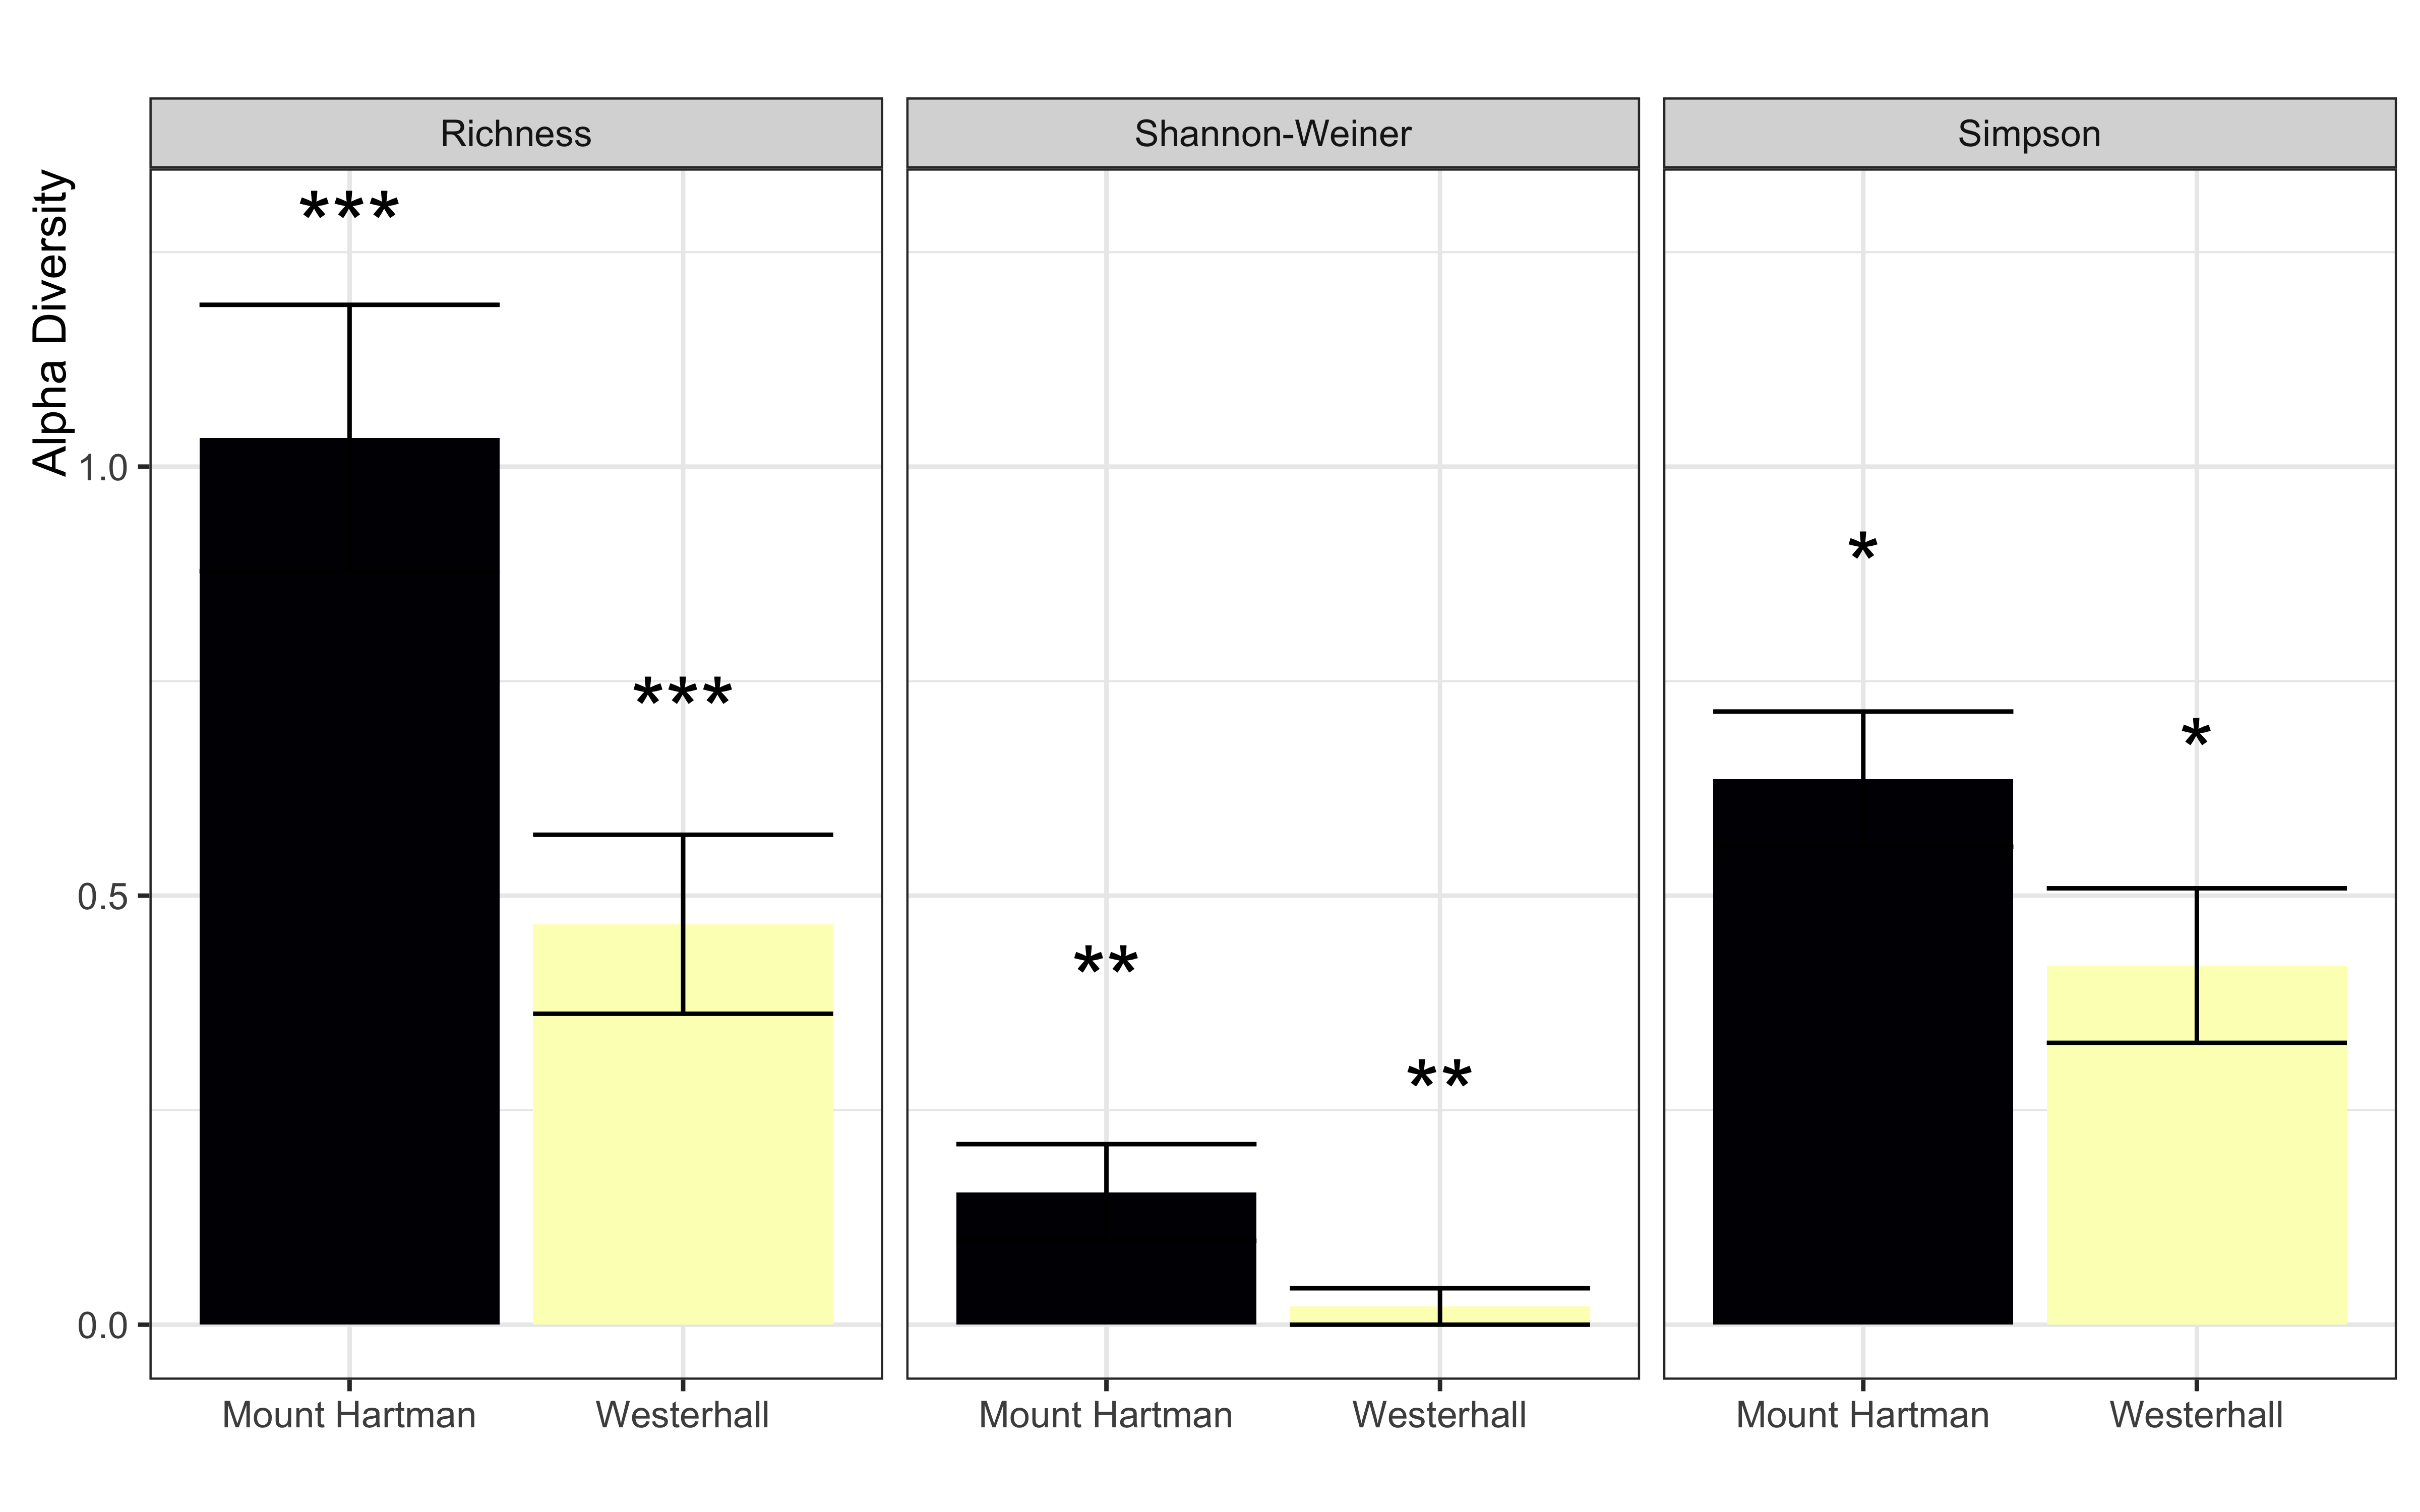 Richness
Shannon-Weiner
Simpson
Alpha Diversity
1.0
0.5
0.0
***
***
**
**
*
*
Mount Hartman
Westerhall
Mount Hartman
Westerhall
Mount Hartman
Westerhall